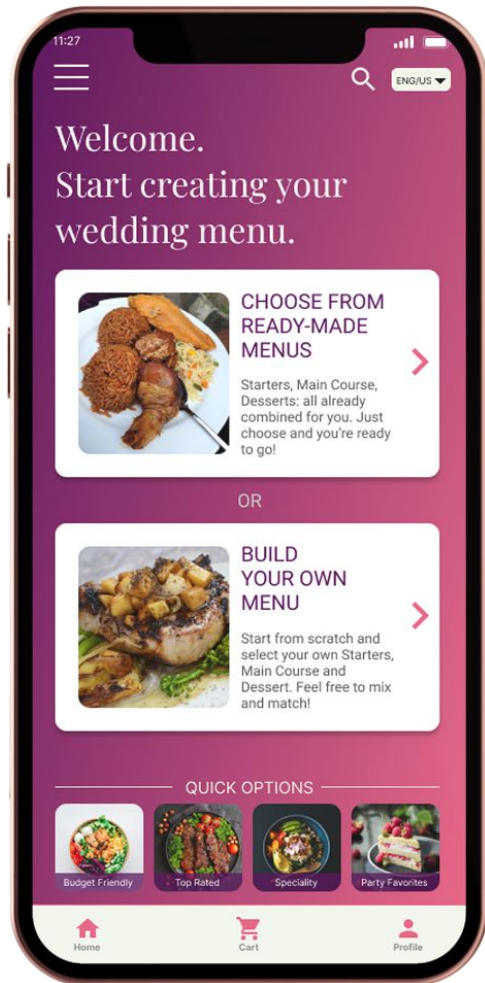 11:27
ENG/US
Welcome.
Start creating your
wedding menu.
CHOOSE FROM
READY-MADE
MENUS
Starters, Main Course,
Desserts: all already
combined for you. Just
choose and you're ready
to go!
OR
BUILD
YOUR OWN
MENU
Start from scratch and
select your own Starters,
Main Course and
Dessert. Feel free to mix
and match!
QUICK OPTIONS
Budget Friendly
Top Rated
Speciality
Party Favorites
Home
Cart
Profile